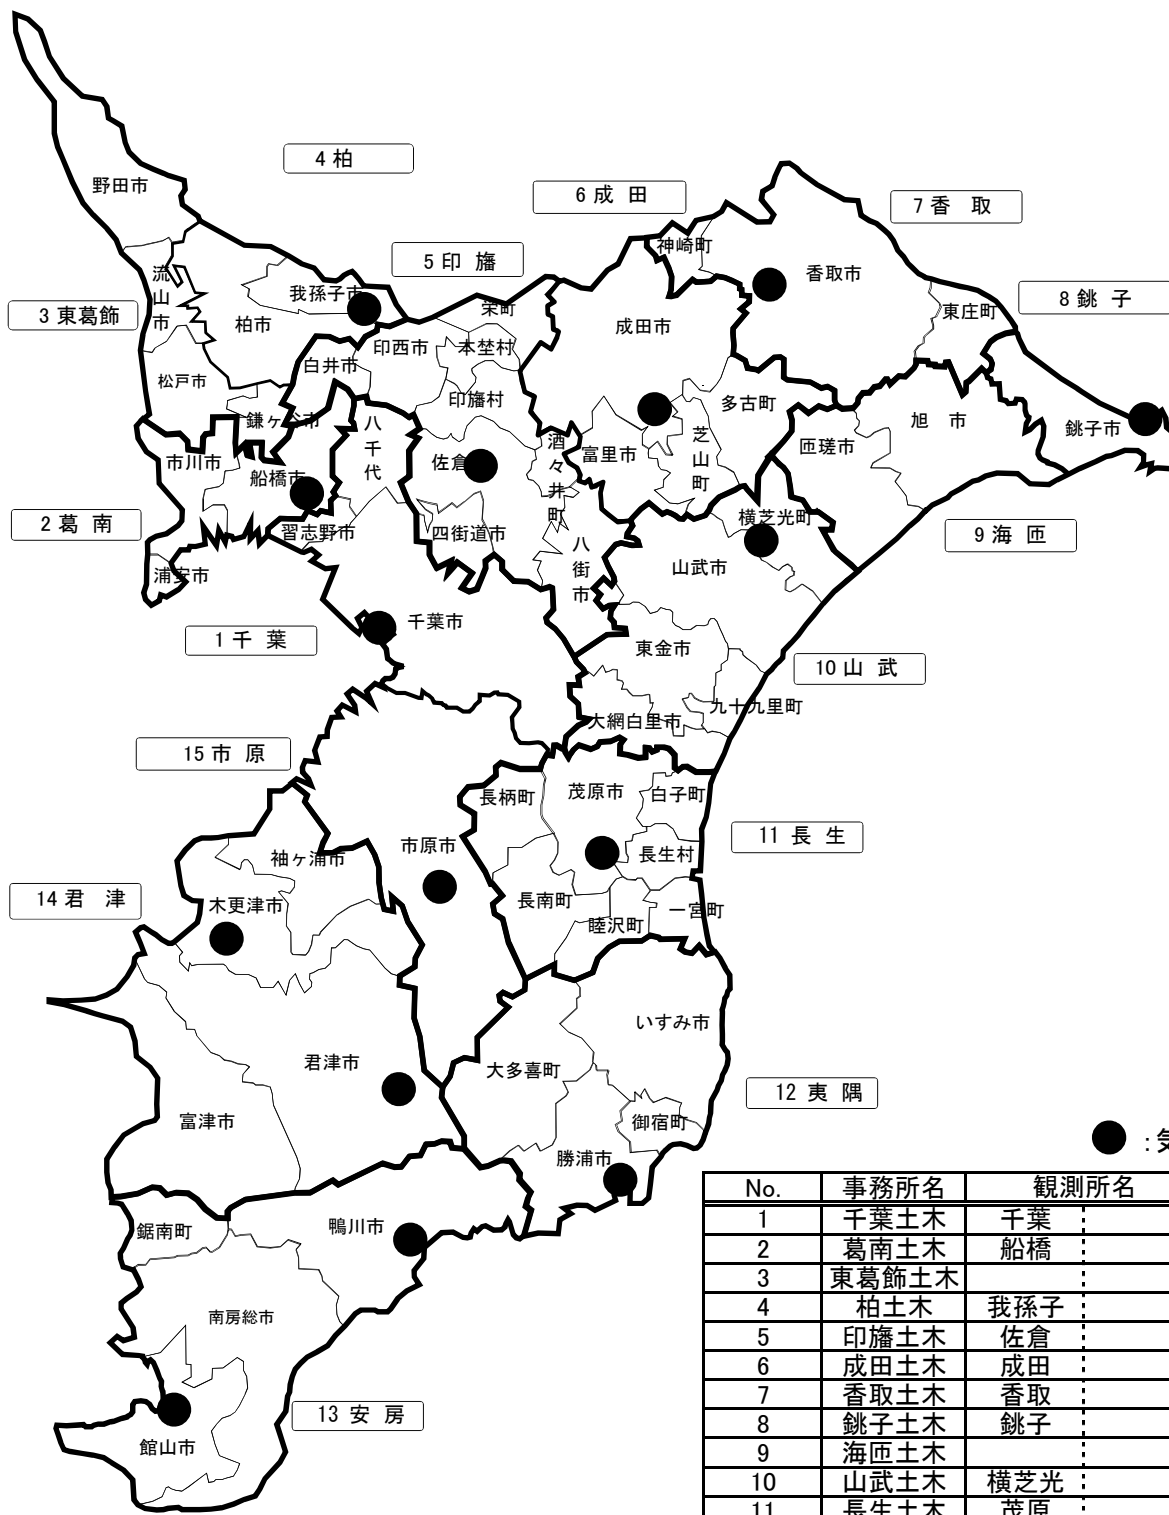 4 柏
野田市
6 成 田
7 香 取
神崎町
5 印 旛
香取市
流山市
我孫子市
8 銚 子
3 東葛飾
栄町
東庄町
柏市
成田市
印西市
本埜村
白井市
松戸市
印旛村
多古町
鎌ヶ谷市
八千代
旭 市
銚子市
市川市
佐倉
酒々井町
富里市
芝山町
匝瑳市
船橋市
2 葛 南
習志野市
四街道市
横芝光町
9 海 匝
浦安市
八街市
山武市
1 千 葉
千葉市
東金市
10 山 武
九十九里町
大網白里市
15 市 原
長柄町
茂原市
白子町
11 長 生
袖ヶ浦市
市原市
長生村
14 君 津
木更津市
長南町
一宮町
睦沢町
いすみ市
君津市
大多喜町
12 夷 隅
富津市
御宿町
勝浦市
:気
鋸南町
鴨川市
南房総市
13 安 房
館山市
No. 事務所名 観測所名
1 千葉土木 千葉
2 葛南土木 船橋
3 東葛飾土木
4 柏土木 我孫子
5 印旛土木 佐倉
6 成田土木 成田
7 香取土木 香取
8 銚子土木 銚子
9 海匝土木
10 山武土木 横芝光
11 長生土木 茂原